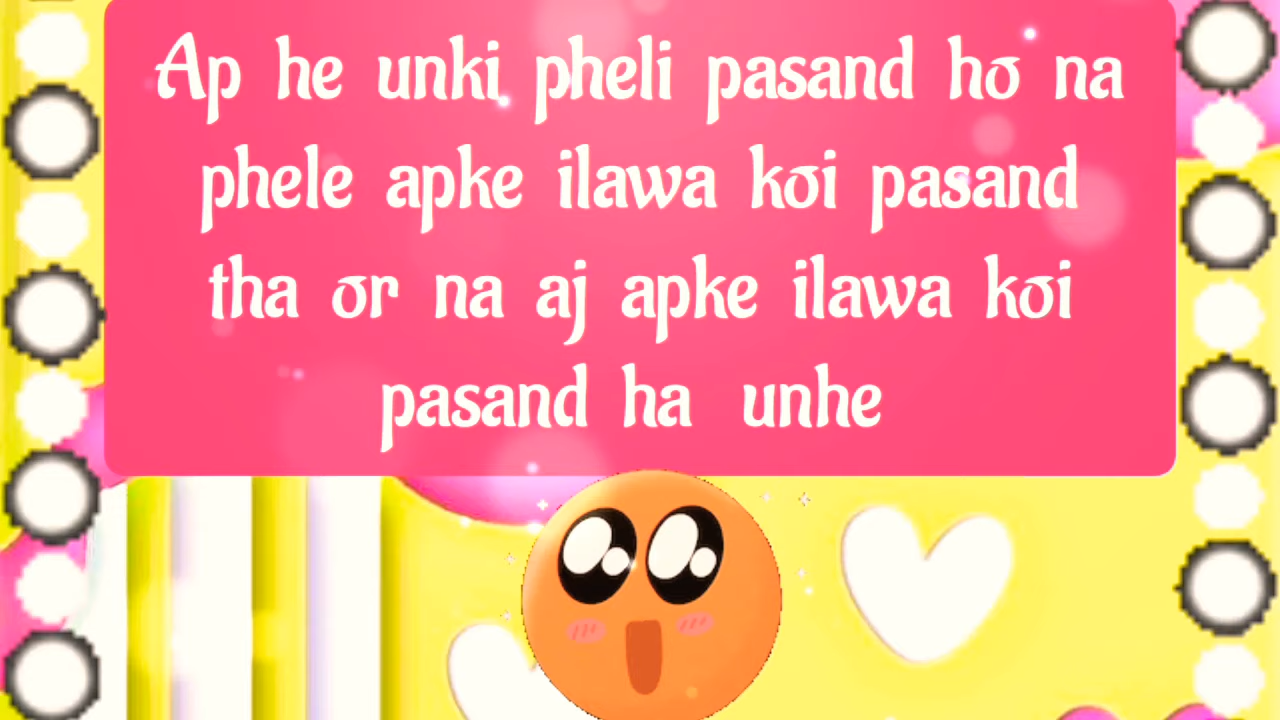 Ap he unki pheli pasand ho na
phele apke ilawa koi pasand
tha or na aj apke ilawa koi
pasand ha unhe